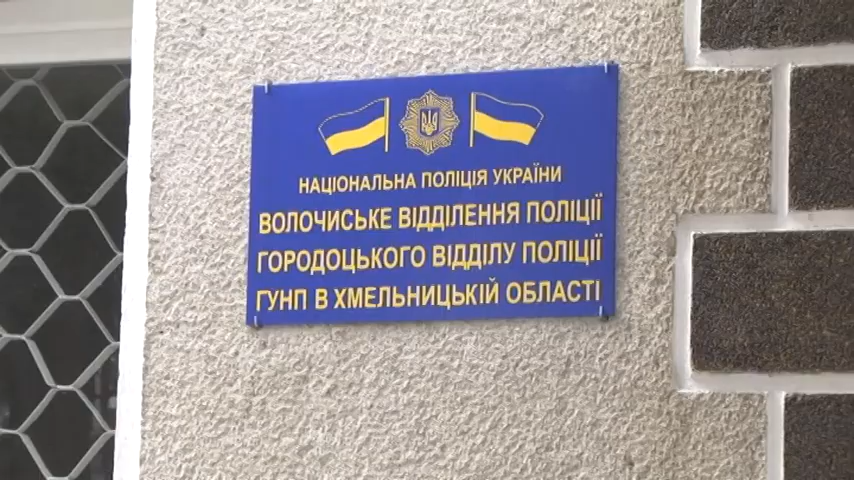 НАЦІОНАЛЬНА ПОЛІЦІЯ УКРАЇНИ
ВОЛОЧИСЬКЕ ВІДДІЛЕННЯ ПОЛІЦІЇ
ГОРОДОЦЬКОГО ВІДДІЛУ ПОЛІЦІЇ
ГУНП В ХМЕЛЬНИЦЬКІЙ ОБЛАСТІ